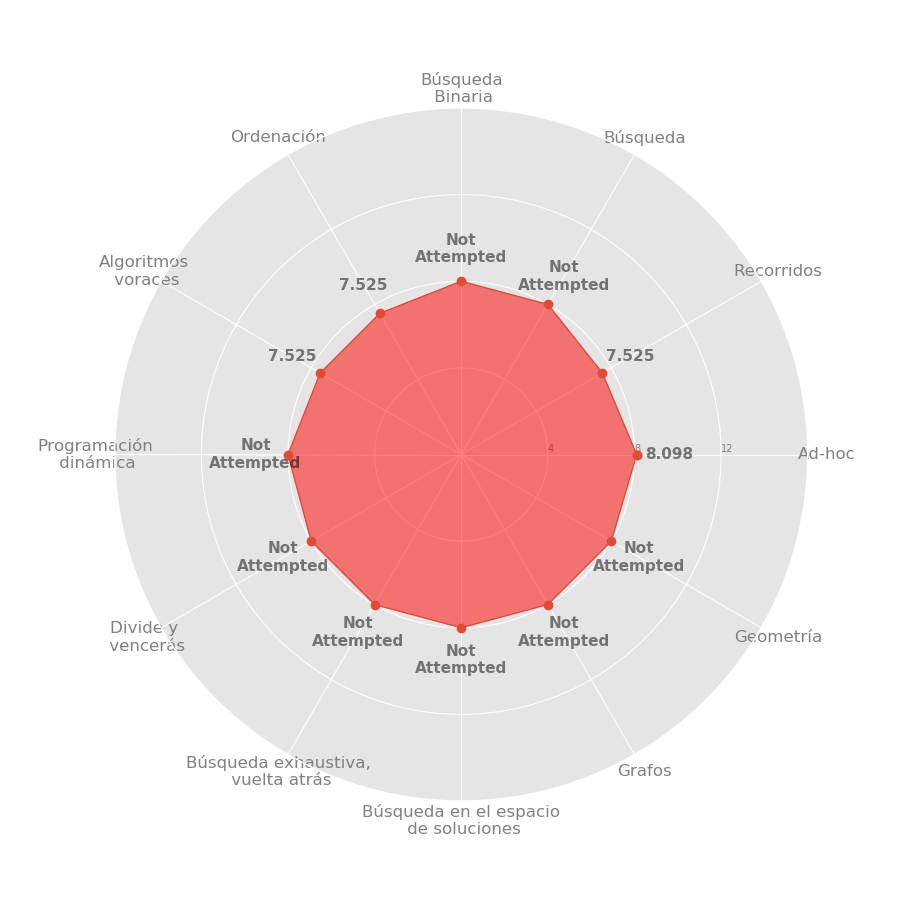 Búsqueda
Binaria
Ordenación
Búsqueda
Not
Attempted
Not
Attempted
Algoritmos
voraces
Recorridos
7.525
7.525
7.525
Programación
dinámica
Not
Attempted
4
8
12
8.098
Ad-hoc
Not
Attempted
Not
Attempted
Divide y
vencerás
Geometría
Not
Attempted
Not
Attempted
Not
Attempted
Búsqueda exhaustiva,
vuelta atrás
Grafos
Búsqueda en el espacio
de soluciones